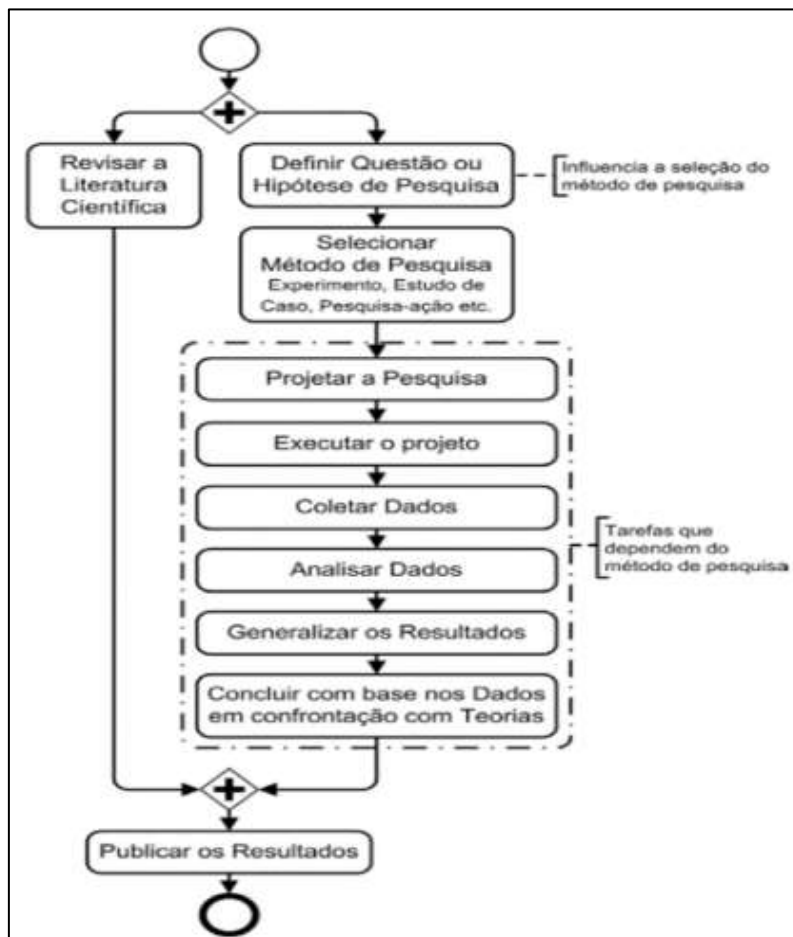 Revisar a
Literatura
Científica
Definir Questão ou
Hipótese de Pesquisa
Influencia a seleção do
método de pesquisa
Selecionar
Método de Pesquisa
Experimento, Estudo de
Caso, Pesquisa-ação etc.
Projetar a Pesquisa
Executar o projeto
Coletar Dados
Analisar Dados
Generalizar os Resultados
Concluir com base nos Dados
em confrontação com Teorias
Tarefas que
dependem do
método de pesquisa
Publicar os Resultados